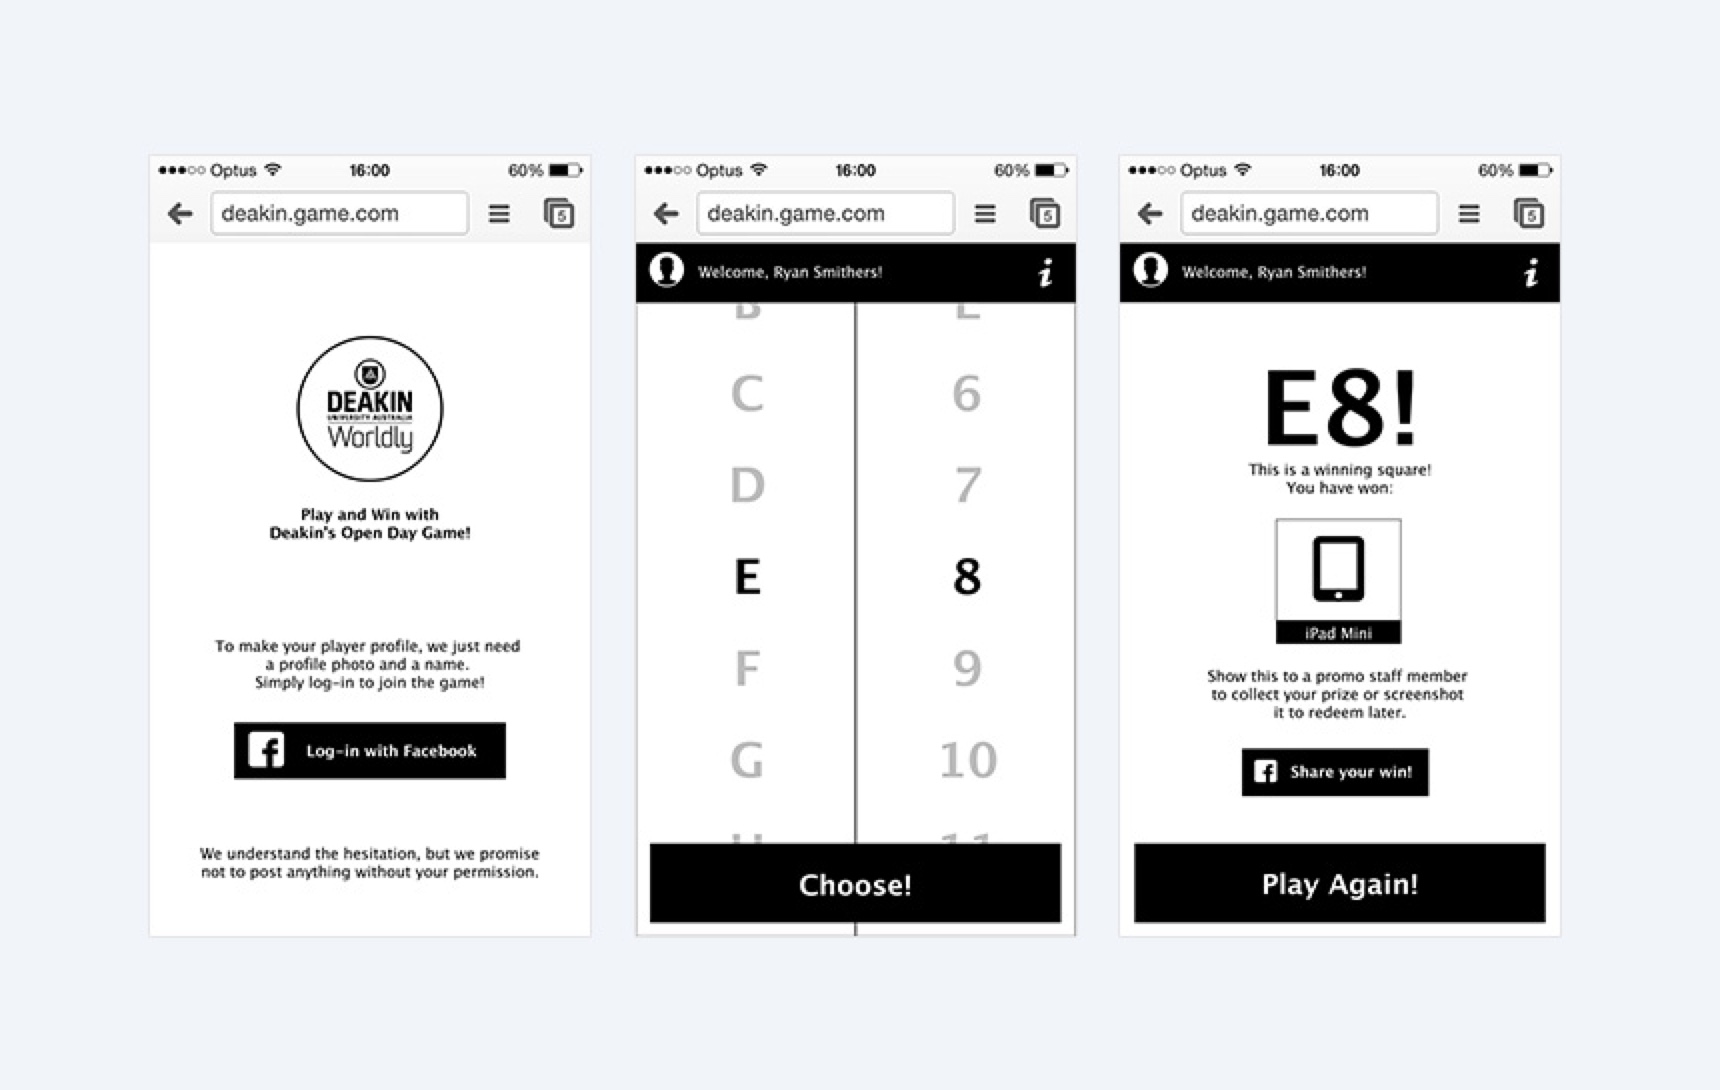 Optus 16:00 60%
deakin.game.com 5
DEAKIN
UNIVERSITY AUSTRALIA
Worldly
Play and Win with
Deakin's Open Day Game!
To make your player profile, we just need
a profile photo and a name.
Simply log-in to join the game!
f Log-in with Facebook
We understand the hesitation, but we promise
not to post anything without your permission.
Optus 16:00 60%
deakin.game.com 5
Welcome, Ryan Smithers! i
C 6
D 7
E 8
F 9
G 10
Choose!
Optus 16:00 60%
deakin.game.com 5
Welcome, Ryan Smithers! i
E8!
This is a winning square!
You have won:
iPad Mini
Show this to a promo staff member
to collect your prize or screenshot
it to redeem later.
f Share your win!
Play Again!